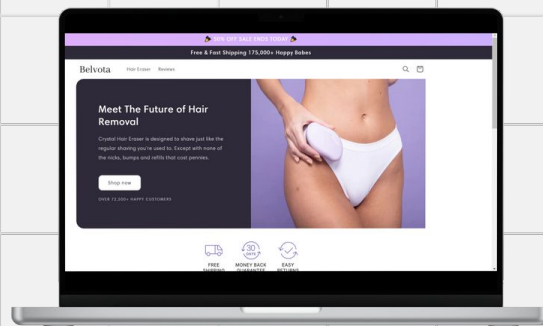 50% OFF SALE ENDS TODAY
Free & Fast Shipping 175,000+ Happy Babes
Belvota
Hair Eraser Reviews
Meet The Future of Hair
Removal
Crystal Hair Eraser is designed to shave just like the
regular shaving you're used to. Except with none of
the nicks, bumps and refills that cost pennies.
Shop now
OVER 12,500+ HAPPY CUSTOMERS
30
DAYS
FREE MONEY BACK EASY
SHIPPING GUARANTEE RETURNS